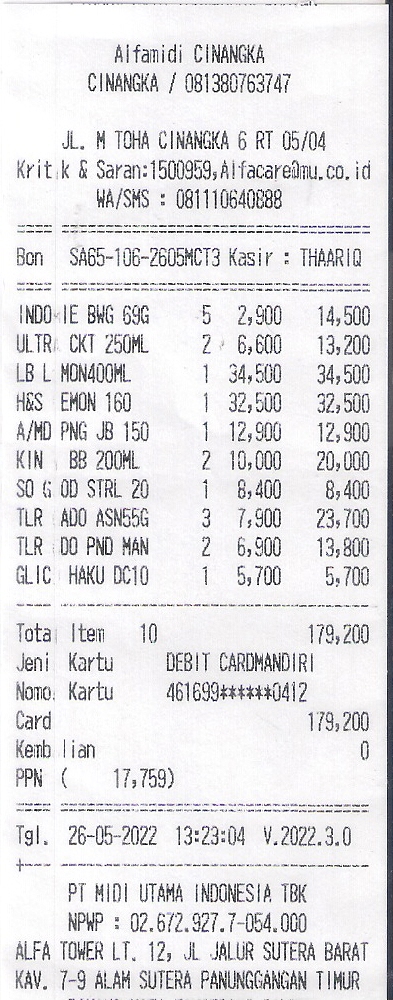 Alfamidi CINANGKA
CINANGKA / 081380763747
JL. M TOHA CINANGKA 6 RT 05/04
Krit k & Saran:1500959,Alfacare@mu.co.id
WA/SMS : 081110640888
Bon SA65-106-2605MCT3 Kasir : THAARIQ
INDO IE BWG 69G 5 2,900 14,500
ULTR CKT 250ML 2 6,600 13,200
LB L MON400ML 1 34,500 34,500
H&S EMON 160 1 32,500 32,500
A/MD PNG JB 150 1 12,900 12,900
KIN BB 200ML 2 10,000 20,000
SO G OD STRL 20 1 8,400 8,400
TLR ADO ASN55G 3 7,900 23,700
TLR DO PND MAN 2 6,900 13,800
GLIC HAKU DC10 1 5,700 5,700
Tota Item 10 179,200
Jeni Kartu DEBIT CARDMANDIRI
Nomo Kartu 461699******0412
Card 179,200
Kemb lian 0
PPN ( 17,759)
Tgl. 26-05-2022 13:23:04 V.2022.3.0
PT MIDI UTAMA INDONESIA TBK
NPWP : 02.672.927.7-054.000
ALFA TOWER LT. 12, JL JALUR SUTERA BARAT
KAV. 7-9 ALAM SUTERA PANUNGGANGAN TIMUR